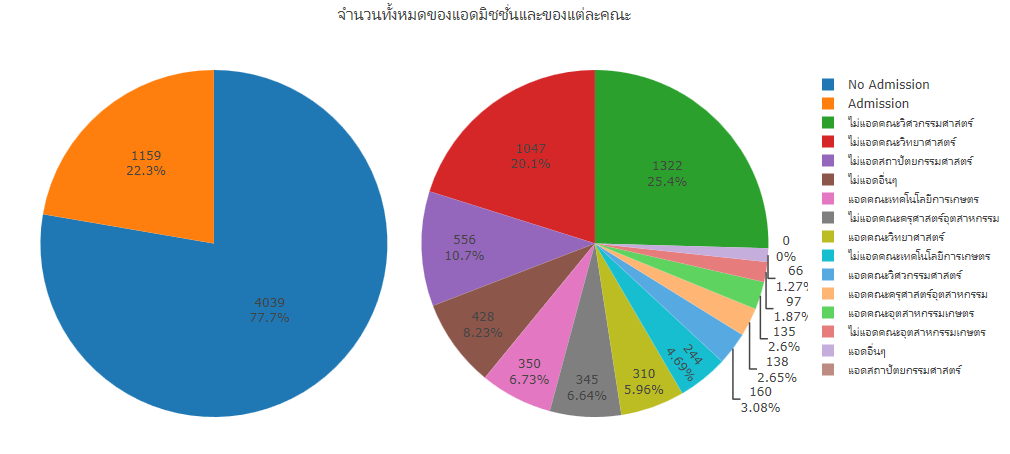 จำนวนทั้งหมดของแอดมิชชั่นและของแต่ละคณะ
1159
22.3%
4039
77.7%
1047
20.1%
1322
25.4%
556
10.7%
428
8.23%
350
6.73%
345
6.64%
310
5.96%
244
4.69%
0
0%
66
1.27%
97
1.87%
135
2.6%
138
2.65%
160
3.08%
No Admission
Admission
ไม่แอดคณะวิศวกรรมศาสตร์
ไม่แอดคณะวิทยาศาสตร์
ไม่แอดสถาปัตยกรรมศาสตร์
ไม่แอดอื่นๆ
แอดคณะเทคโนโลยีการเกษตร
ไม่แอดคณะครุศาสตร์อุตสาหกรรม
แอดคณะวิทยาศาสตร์
ไม่แอดคณะเทคโนโลยีการเกษตร
แอดคณะวิศวกรรมศาสตร์
แอดคณะครุศาสตร์อุตสาหกรรม
แอดคณะอุตสาหกรรมเกษตร
ไม่แอดคณะอุตสาหกรรมเกษตร
แอดอื่นๆ
แอดสถาปัตยกรรมศาสตร์